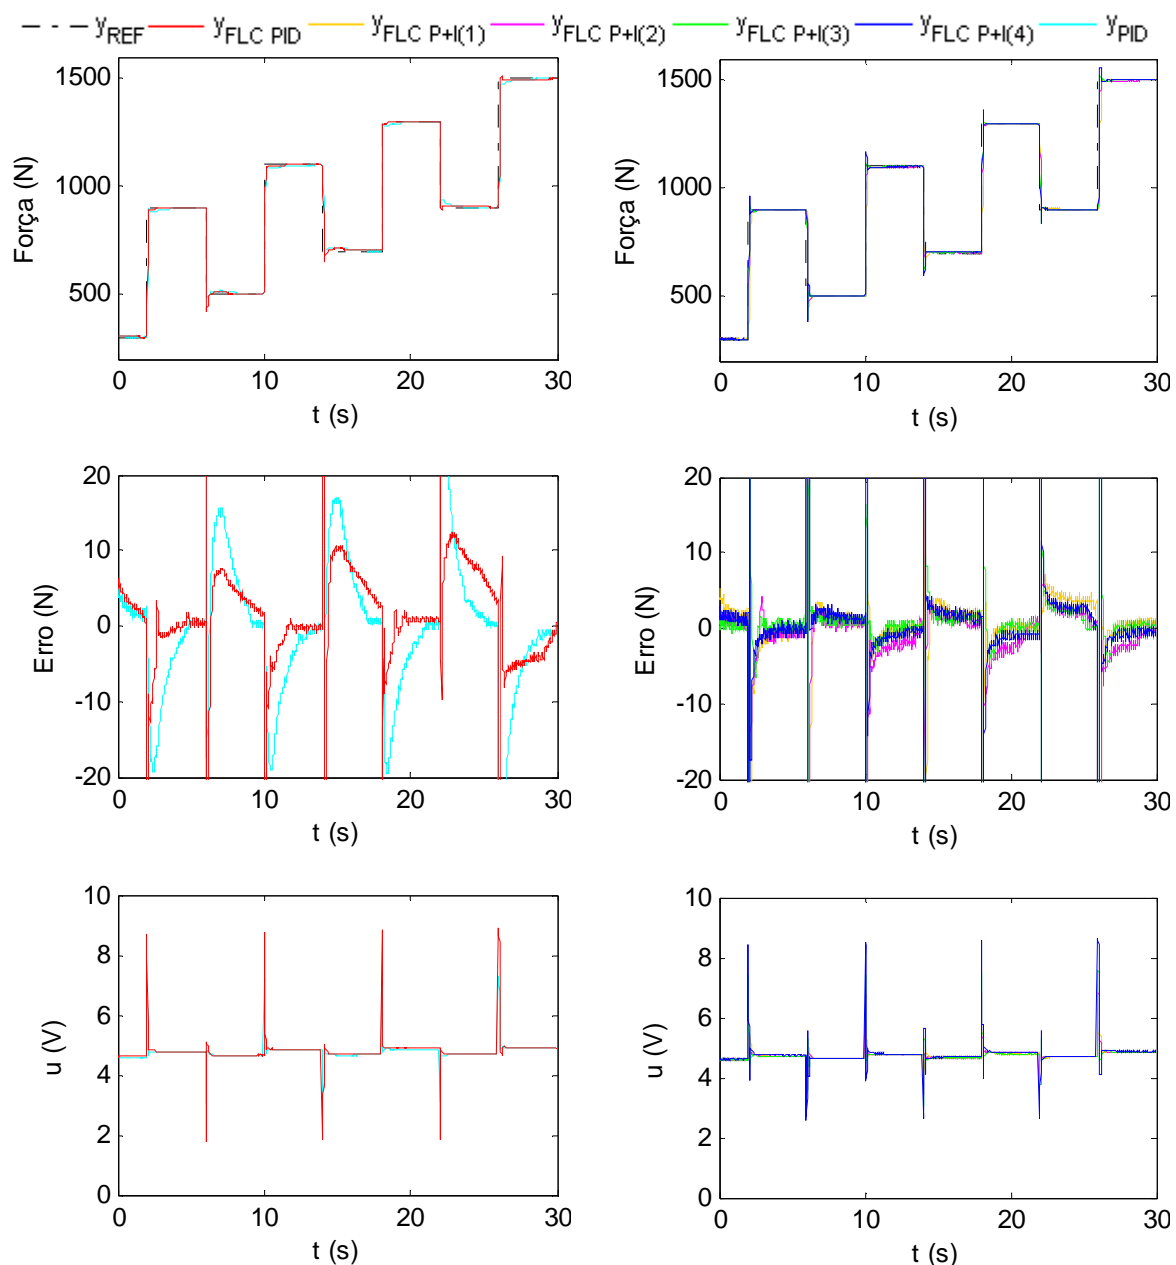 yREF yFLC PID yFLC P+I(1) yFLC P+I(2) yFLC P+I(3) yFLC P+I(4) yPID
1500
1000
500
Força (N)
0 10 20 30
t (s)
1500
1000
500
Força (N)
0 10 20 30
t (s)
20
10
0
-10
-20
Erro (N)
0 10 20 30
t (s)
20
10
0
-10
-20
Erro (N)
0 10 20 30
t (s)
10
8
6
4
2
0
u (V)
0 10 20 30
t (s)
10
8
6
4
2
0
u (V)
0 10 20 30
t (s)